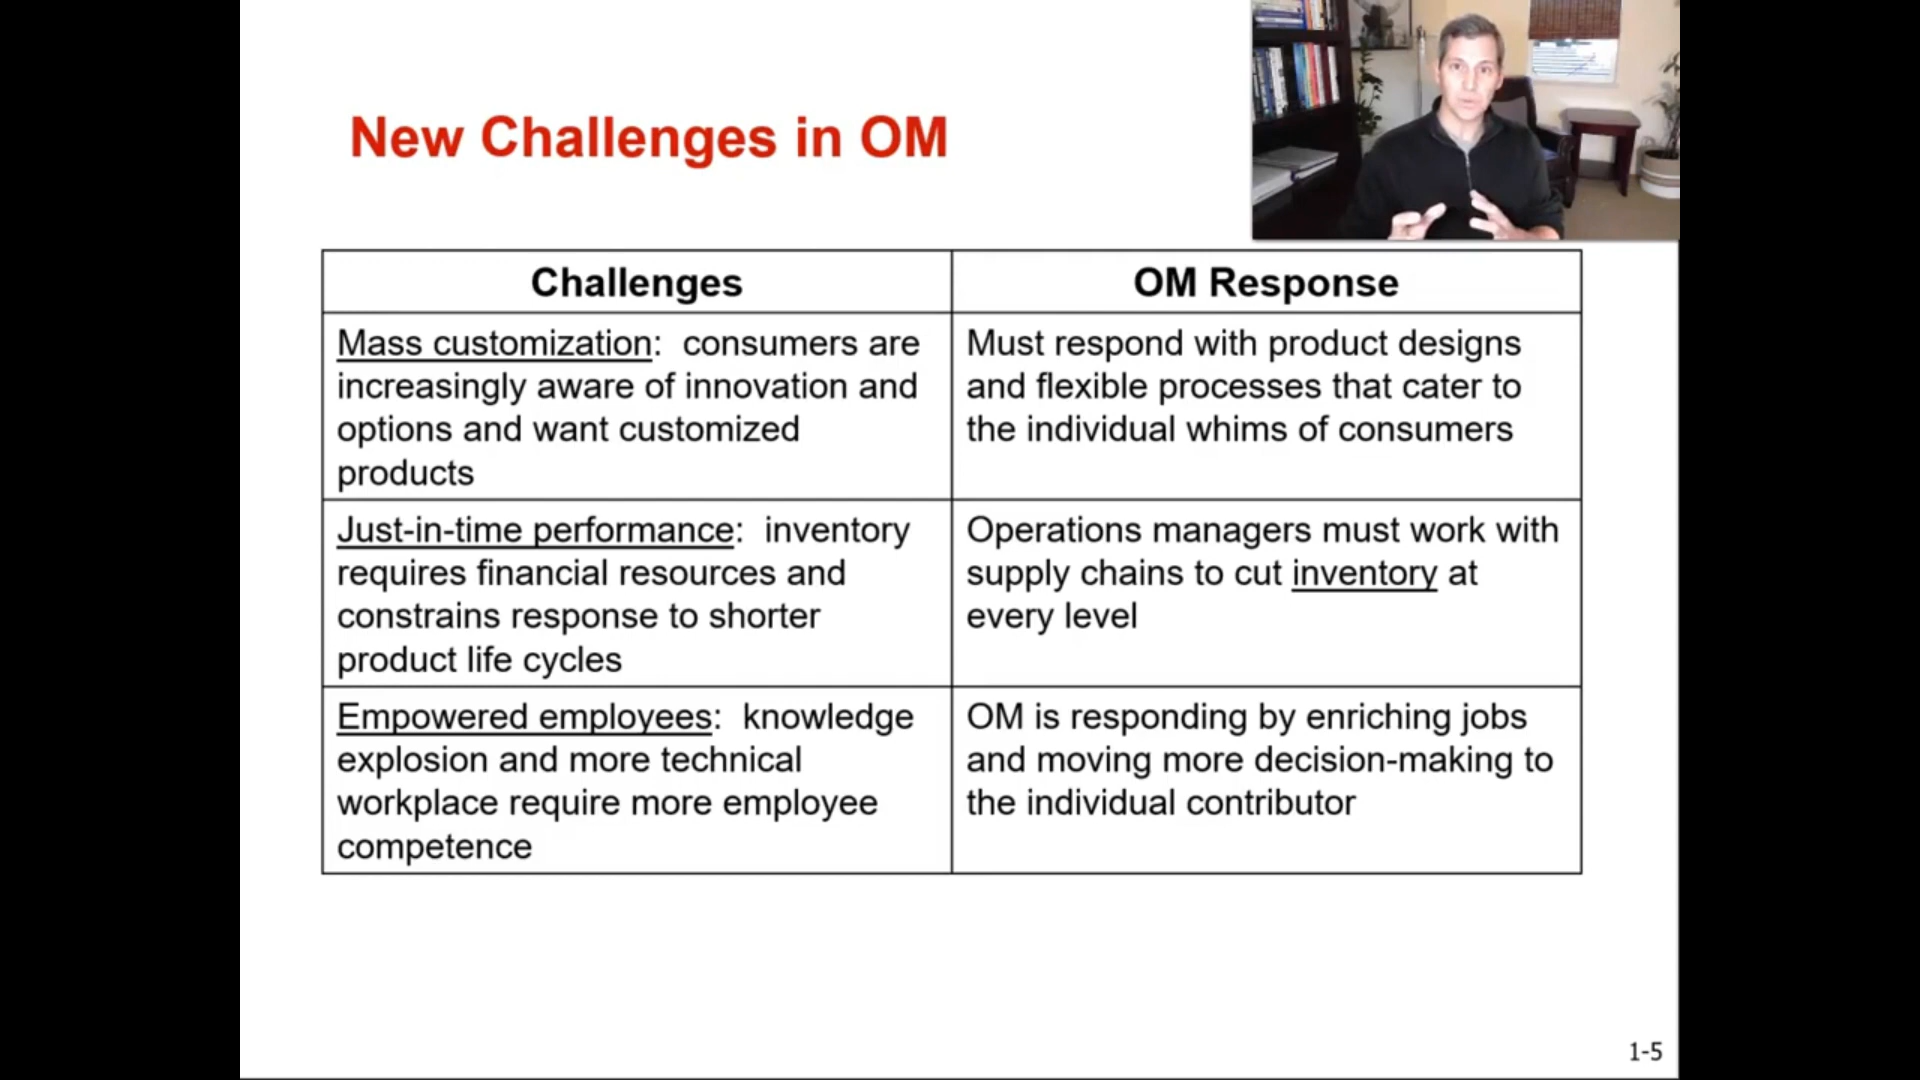 New Challenges in OM
Challenges
OM Response
Mass customization: consumers are
increasingly aware of innovation and
options and want customized
products
Must respond with product designs
and flexible processes that cater to
the individual whims of consumers
Just-in-time performance: inventory
requires financial resources and
constrains response to shorter
product life cycles
Operations managers must work with
supply chains to cut inventory at
every level
Empowered employees: knowledge
explosion and more technical
workplace require more employee
competence
OM is responding by enriching jobs
and moving more decision-making to
the individual contributor
1-5